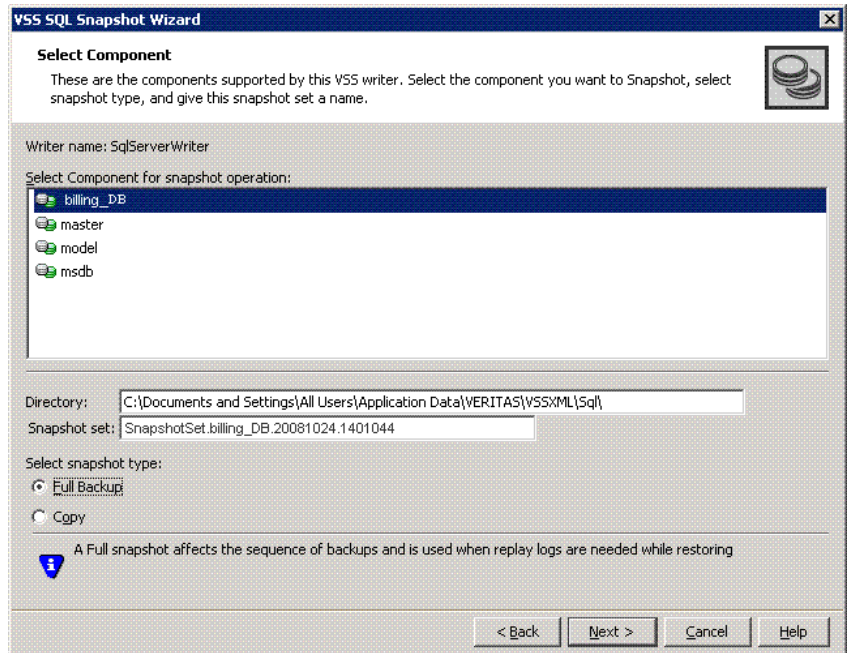 VSS SQL Snapshot Wizard
Select Component
These are the components supported by this VSS writer. Select the component you want to Snapshot, select
snapshot type, and give this snapshot set a name.
Writer name: SqlServerWriter
Select Component for snapshot operation:
billing_DB
master
model
msdb
Directory: C:\Documents and Settings\All Users\Application Data\VERITAS\VSSXML\Sql\
Snapshot set: SnapshotSet.billing_DB.20081024.1401044
Select snapshot type:
Full Backup
Copy
A Full snapshot affects the sequence of backups and is used when replay logs are needed while restoring
< Back Next > Cancel Help